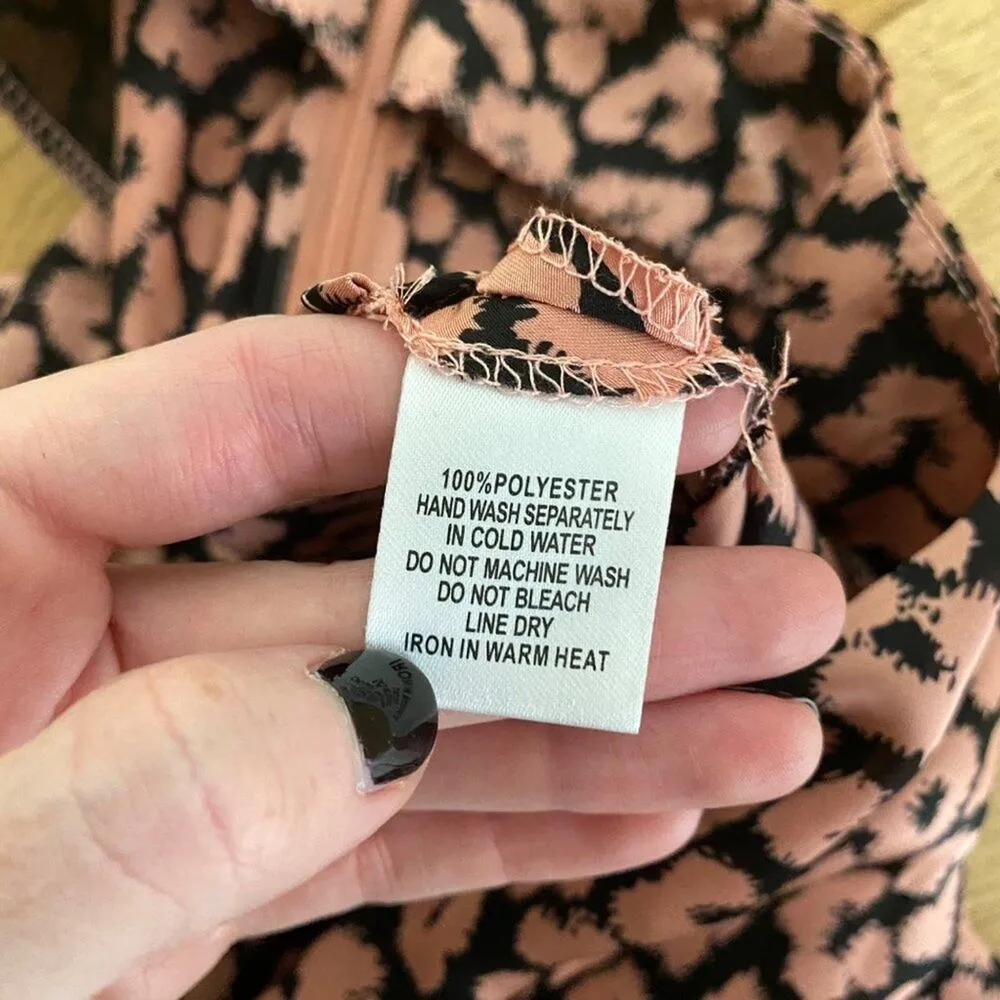 100%POLYESTER
HAND WASH SEPARATELY
IN COLD WATER
DO NOT MACHINE WASH
DO NOT BLEACH
LINE DRY
IRON IN WARM HEAT